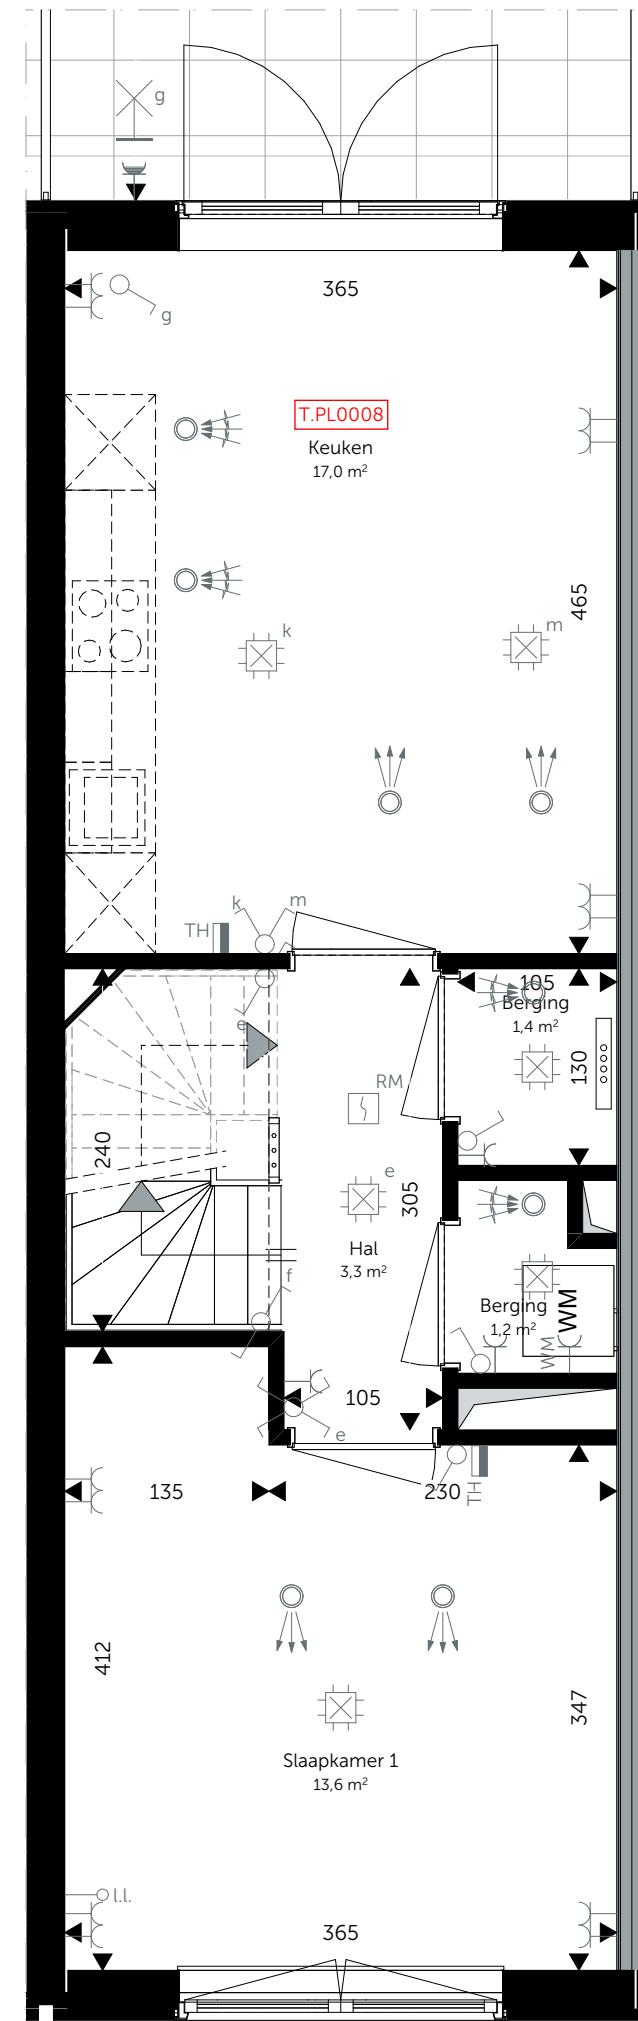 g
365
g
T.PL0008
Keuken
17,0 m²
465
k
m
k
m
TH
e
105
Berging
1,4 m²
130
RM
240
e
305
Hal
3,3 m²
f
Berging
1,2 m²
WM
WM
105
e
135
230
TH
412
347
Slaapkamer 1
13,6 m²
l.l.
365